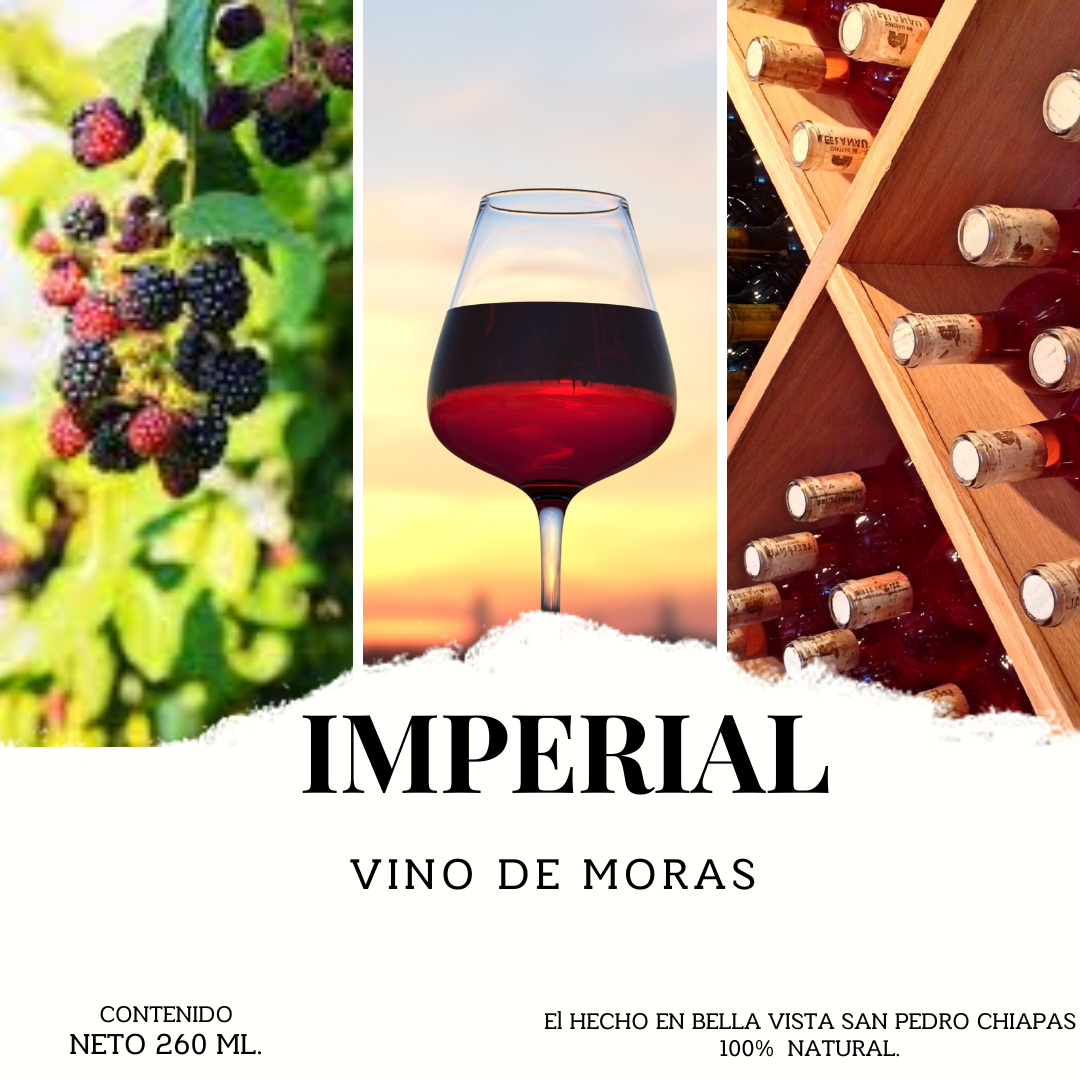 IMPERIAL
VINO DE MORAS
CONTENIDO
NETO 260 ML.
El HECHO EN BELLA VISTA SAN PEDRO CHIAPAS
100% NATURAL.